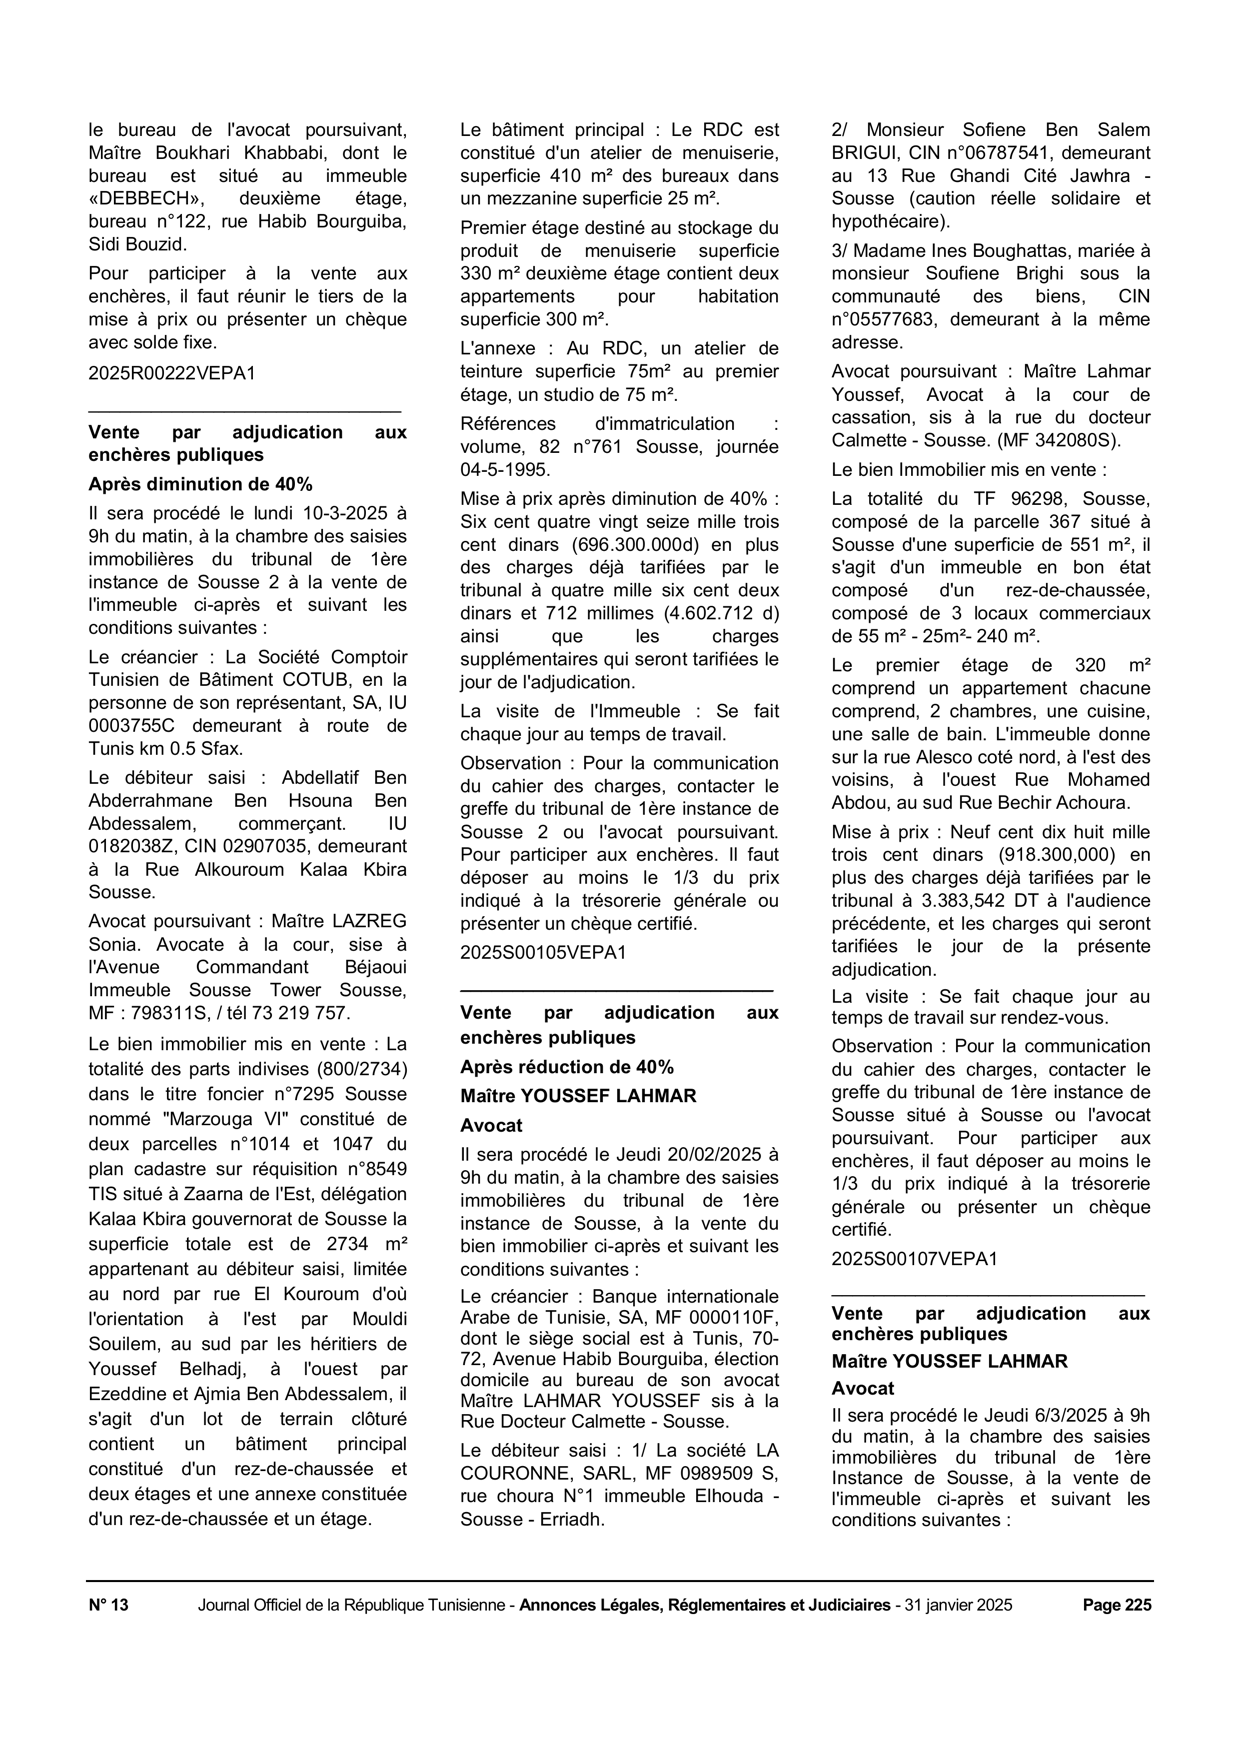 le bureau de l'avocat poursuivant,
Maître Boukhari Khabbabi, dont le
bureau est situé au immeuble
«DEBBECH», deuxième étage,
bureau n°122, rue Habib Bourguiba,
Sidi Bouzid.
Pour participer à la vente aux
enchères, il faut réunir le tiers de la
mise à prix ou présenter un chèque
avec solde fixe.
2025R00222VEPA1
Vente par adjudication aux
enchères publiques
Après diminution de 40%
Il sera procédé le lundi 10-3-2025 à
9h du matin, à la chambre des saisies
immobilières du tribunal de 1ère
instance de Sousse 2 à la vente de
l'immeuble ci-après et suivant les
conditions suivantes :
Le créancier : La Société Comptoir
Tunisien de Bâtiment COTUB, en la
personne de son représentant, SA, IU
0003755C demeurant à route de
Tunis km 0.5 Sfax.
Le débiteur saisi : Abdellatif Ben
Abderrahmane Ben Hsouna Ben
Abdessalem, commerçant. IU
0182038Z, CIN 02907035, demeurant
à la Rue Alkouroum Kalaa Kbira
Sousse.
Avocat poursuivant : Maître LAZREG
Sonia. Avocate à la cour, sise à
l'Avenue Commandant Béjaoui
Immeuble Sousse Tower Sousse,
MF : 798311S, / tél 73 219 757.
Le bien immobilier mis en vente : La
totalité des parts indivises (800/2734)
dans le titre foncier n°7295 Sousse
nommé "Marzouga VI" constitué de
deux parcelles n°1014 et 1047 du
plan cadastre sur réquisition n°8549
TIS situé à Zaarna de l'Est, délégation
Kalaa Kbira gouvernorat de Sousse la
superficie totale est de 2734 m²
appartenant au débiteur saisi, limitée
au nord par rue El Kouroum d'où
l'orientation à l'est par Mouldi
Souilem, au sud par les héritiers de
Youssef Belhadj, à l'ouest par
Ezeddine et Ajmia Ben Abdessalem, il
s'agit d'un lot de terrain clôturé
contient un bâtiment principal
constitué d'un rez-de-chaussée et
deux étages et une annexe constituée
d'un rez-de-chaussée et un étage.
Le bâtiment principal : Le RDC est
constitué d'un atelier de menuiserie,
superficie 410 m² des bureaux dans
un mezzanine superficie 25 m².
Premier étage destiné au stockage du
produit de menuiserie superficie
330 m² deuxième étage contient deux
appartements pour habitation
superficie 300 m².
L'annexe : Au RDC, un atelier de
teinture superficie 75m² au premier
étage, un studio de 75 m².
Références d'immatriculation :
volume, 82 n°761 Sousse, journée
04-5-1995.
Mise à prix après diminution de 40% :
Six cent quatre vingt seize mille trois
cent dinars (696.300.000d) en plus
des charges déjà tarifiées par le
tribunal à quatre mille six cent deux
dinars et 712 millimes (4.602.712 d)
ainsi que les charges
supplémentaires qui seront tarifiées le
jour de l'adjudication.
La visite de l'Immeuble : Se fait
chaque jour au temps de travail.
Observation : Pour la communication
du cahier des charges, contacter le
greffe du tribunal de 1ère instance de
Sousse 2 ou l'avocat poursuivant.
Pour participer aux enchères. Il faut
déposer au moins le 1/3 du prix
indiqué à la trésorerie générale ou
présenter un chèque certifié.
2025S00105VEPA1
Vente par adjudication aux
enchères publiques
Après réduction de 40%
Maître YOUSSEF LAHMAR
Avocat
Il sera procédé le Jeudi 20/02/2025 à
9h du matin, à la chambre des saisies
immobilières du tribunal de 1ère
instance de Sousse, à la vente du
bien immobilier ci-après et suivant les
conditions suivantes :
Le créancier : Banque internationale
Arabe de Tunisie, SA, MF 0000110F,
dont le siège social est à Tunis, 70-
72, Avenue Habib Bourguiba, élection
domicile au bureau de son avocat
Maître LAHMAR YOUSSEF sis à la
Rue Docteur Calmette - Sousse.
Le débiteur saisi : 1/ La société LA
COURONNE, SARL, MF 0989509 S,
rue choura N°1 immeuble Elhouda -
Sousse - Erriadh.
2/ Monsieur Sofiene Ben Salem
BRIGUI, CIN n°06787541, demeurant
au 13 Rue Ghandi Cité Jawhra -
Sousse (caution réelle solidaire et
hypothécaire).
3/ Madame Ines Boughattas, mariée à
monsieur Soufiene Brighi sous la
communauté des biens, CIN
n°05577683, demeurant à la même
adresse.
Avocat poursuivant : Maître Lahmar
Youssef, Avocat à la cour de
cassation, sis à la rue du docteur
Calmette - Sousse. (MF 342080S).
Le bien Immobilier mis en vente :
La totalité du TF 96298, Sousse,
composé de la parcelle 367 situé à
Sousse d'une superficie de 551 m², il
s'agit d'un immeuble en bon état
composé d'un rez-de-chaussée,
composé de 3 locaux commerciaux
de 55 m² - 25m²- 240 m².
Le premier étage de 320 m²
comprend un appartement chacune
comprend, 2 chambres, une cuisine,
une salle de bain. L'immeuble donne
sur la rue Alesco coté nord, à l'est des
voisins, à l'ouest Rue Mohamed
Abdou, au sud Rue Bechir Achoura.
Mise à prix : Neuf cent dix huit mille
trois cent dinars (918.300,000) en
plus des charges déjà tarifiées par le
tribunal à 3.383,542 DT à l'audience
précédente, et les charges qui seront
tarifiées le jour de la présente
adjudication.
La visite : Se fait chaque jour au
temps de travail sur rendez-vous.
Observation : Pour la communication
du cahier des charges, contacter le
greffe du tribunal de 1ère instance de
Sousse situé à Sousse ou l'avocat
poursuivant. Pour participer aux
enchères, il faut déposer au moins le
1/3 du prix indiqué à la trésorerie
générale ou présenter un chèque
certifié.
2025S00107VEPA1
Vente par adjudication aux
enchères publiques
Maître YOUSSEF LAHMAR
Avocat
Il sera procédé le Jeudi 6/3/2025 à 9h
du matin, à la chambre des saisies
immobilières du tribunal de 1ère
Instance de Sousse, à la vente de
l'immeuble ci-après et suivant les
conditions suivantes :
N° 13 Journal Officiel de la République Tunisienne - Annonces Légales, Réglementaires et Judiciaires - 31 janvier 2025 Page 225